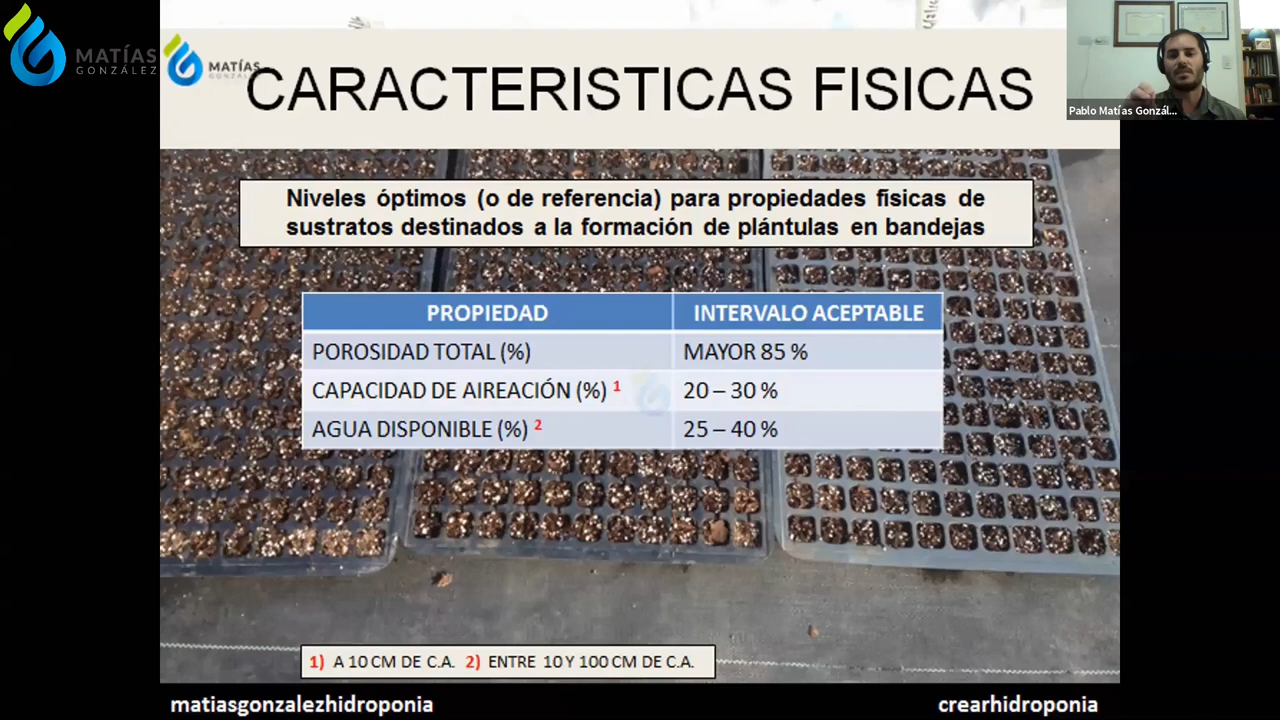 MATÍAS
GONZÁLEZ
MATÍAS
CARACTERISTICAS FISICAS
Pablo Matías Gonzál...
Niveles óptimos (o de referencia) para propiedades físicas de
sustratos destinados a la formación de plántulas en bandejas
PROPIEDAD INTERVALO ACEPTABLE
POROSIDAD TOTAL (%) MAYOR 85 %
CAPACIDAD DE AIREACIÓN (%) 1 20 – 30 %
AGUA DISPONIBLE (%) 2 25 – 40 %
1) A 10 CM DE C.A. 2) ENTRE 10 Y 100 CM DE C.A.
matiasgonzalezhidroponia crearhidroponia